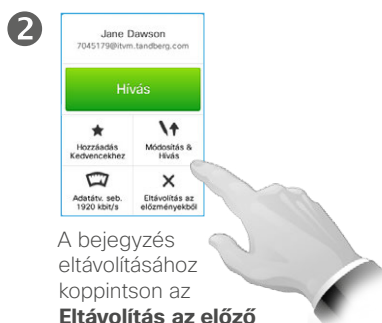 2
Jane Dawson
7045179@itvm.tandberg.com
Hívás
Hozzáadás
Kedvencekhez
Módosítás &
Hívás
Adatátv. seb.
1920 kbit/s
Eltávolítás az
előzményekből
A bejegyzés
eltávolításához
koppintson az
Eltávolítás az előző